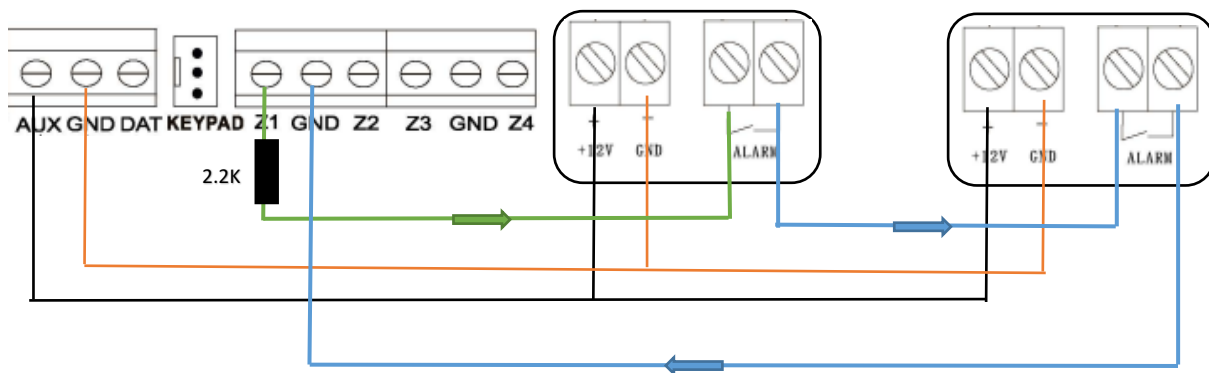 AUX GND DAT KEYPAD Z1 GND Z2 Z3 GND Z4
2.2K
+ −
+12V GND ALARM
+ −
+12V GND ALARM